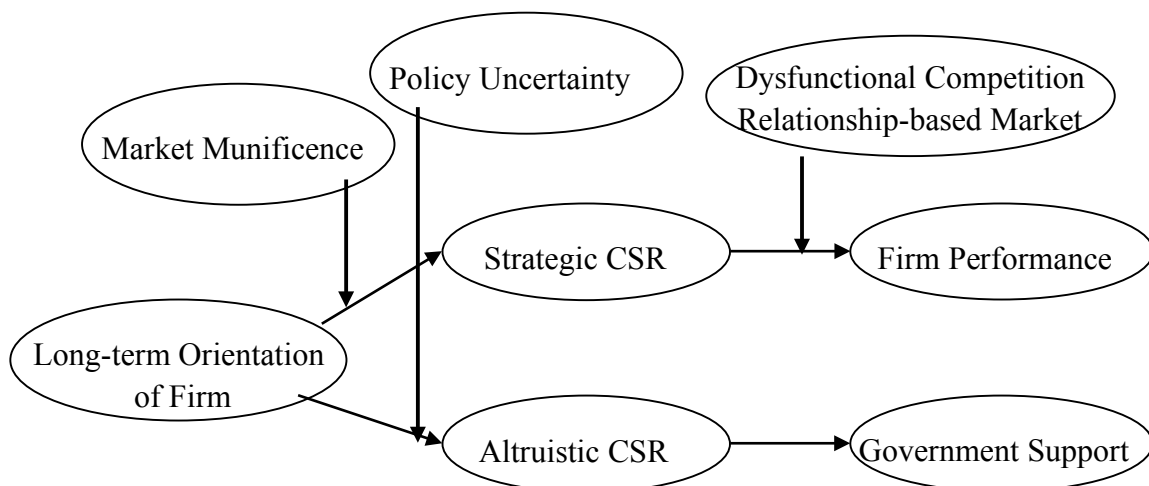 Policy Uncertainty
Dysfunctional Competition
Relationship-based Market
Market Munificence
Strategic CSR
Firm Performance
Long-term Orientation
of Firm
Altruistic CSR
Government Support